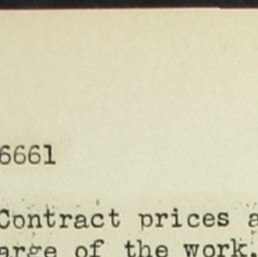 6661
Contract prices a
arge of the work.